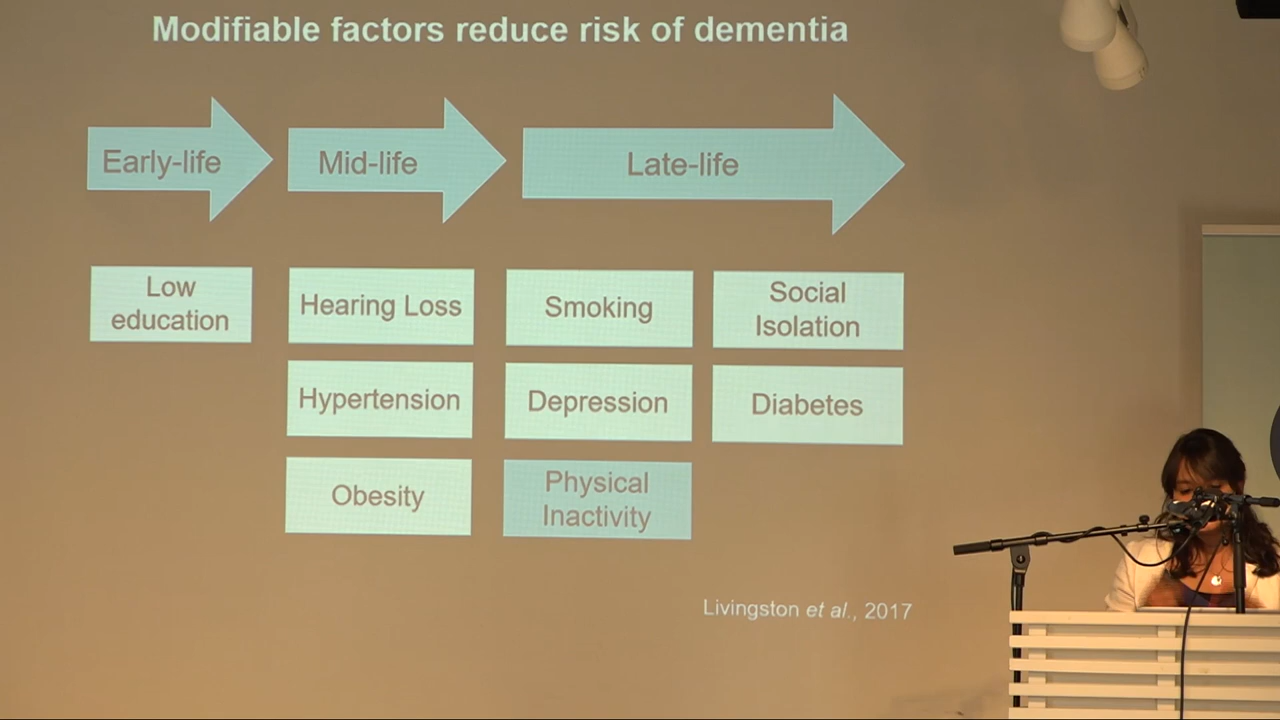 Modifiable factors reduce risk of dementia
Early-life
Mid-life
Late-life
Low
education
Hearing Loss
Smoking
Social
Isolation
Hypertension
Depression
Diabetes
Obesity
Physical
Inactivity
Livingston et al., 2017